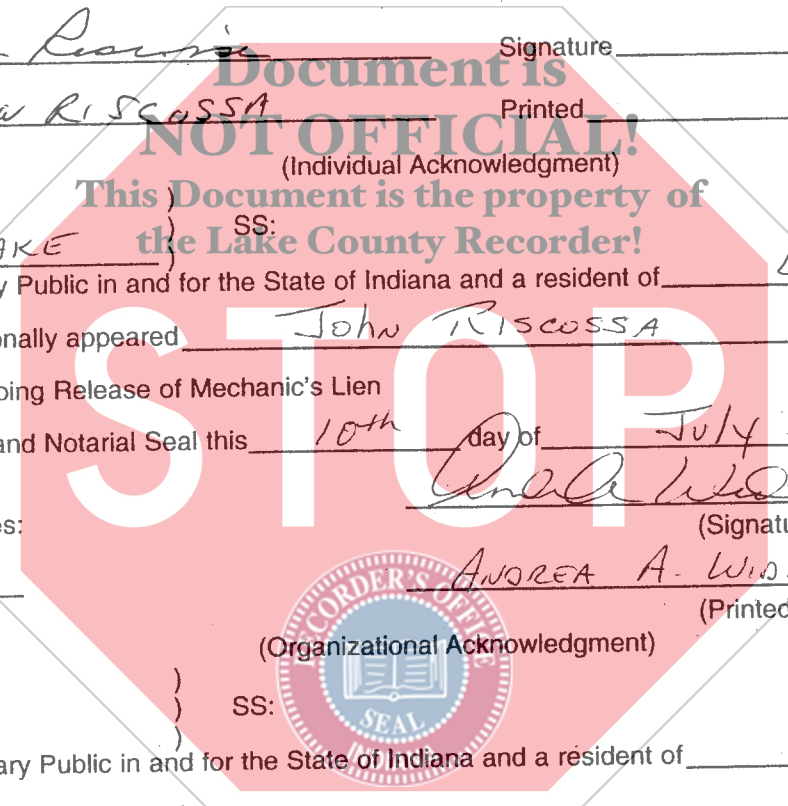 Signature
Document is
RISCOSSA Printed
NOT OFFICIAL!
(Individual Acknowledgment)
This Document is the property of
) SS:
AKE
the Lake County Recorder!
y Public in and for the State of Indiana and a resident of L
onally appeared John RISCOSSA
STOP
oing Release of Mechanic's Lien
and Notarial Seal this 10th day of July
es:
(Signatu
ANDREA A. WID
(Printed
RECORDER'S OFFICE
(Organizational Acknowledgment)
) SS:
SEAL
ary Public in and for the State of Indiana and a resident of